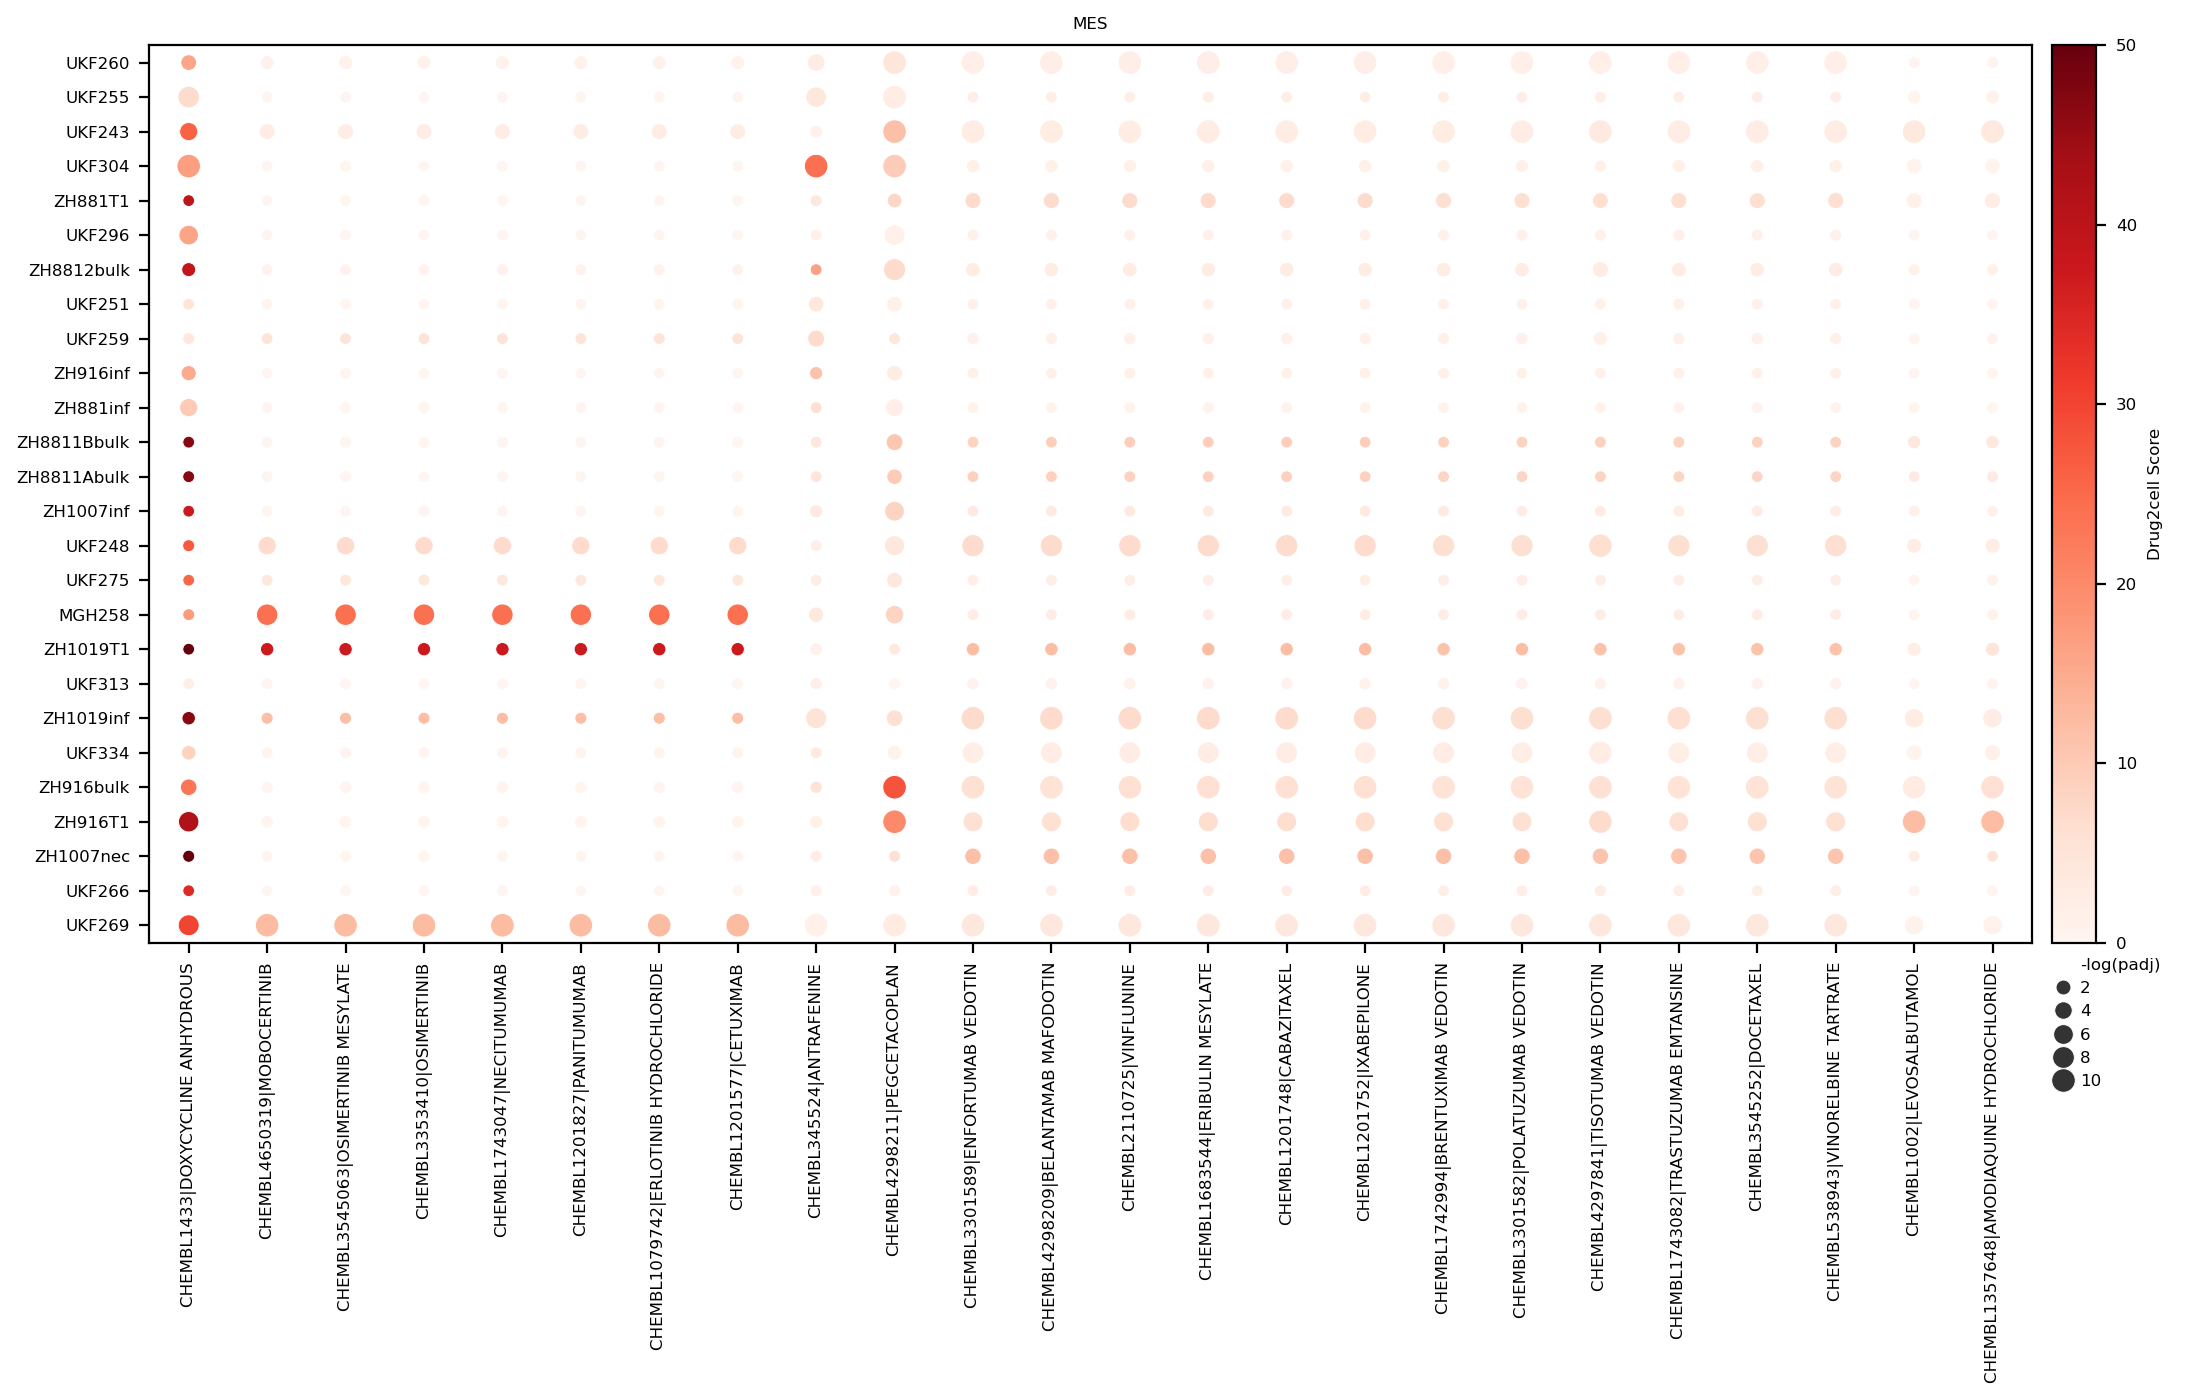 MES
UKF260
UKF255
UKF243
UKF304
ZH881T1
UKF296
ZH8812bulk
UKF251
UKF259
ZH916inf
ZH881inf
ZH8811Bbulk
ZH8811Abulk
ZH1007inf
UKF248
UKF275
MGH258
ZH1019T1
UKF313
ZH1019inf
UKF334
ZH916bulk
ZH916T1
ZH1007nec
UKF266
UKF269
CHEMBL1433|DOXYCYCLINE ANHYDROUS
CHEMBL4650319|MOBOCERTINIB
CHEMBL3545063|OSIMERTINIB MESYLATE
CHEMBL3353410|OSIMERTINIB
CHEMBL1743047|NECITUMUMAB
CHEMBL1201827|PANITUMUMAB
CHEMBL1079742|ERLOTINIB HYDROCHLORIDE
CHEMBL1201577|CETUXIMAB
CHEMBL345524|ANTRAFENINE
CHEMBL4298211|PEGCETACOPLAN
CHEMBL3301589|ENFORTUMAB VEDOTIN
CHEMBL4298209|BELANTAMAB MAFODOTIN
CHEMBL2110725|VINFLUNINE
CHEMBL1683544|ERIBULIN MESYLATE
CHEMBL1201748|CABAZITAXEL
CHEMBL1201752|IXABEPILONE
CHEMBL1742994|BRENTUXIMAB VEDOTIN
CHEMBL3301582|POLATUZUMAB VEDOTIN
CHEMBL4297841|TISOTUMAB VEDOTIN
CHEMBL1743082|TRASTUZUMAB EMTANSINE
CHEMBL3545252|DOCETAXEL
CHEMBL538943|VINORELBINE TARTRATE
CHEMBL1002|LEVOSALBUTAMOL
CHEMBL1357648|AMODIAQUINE HYDROCHLORIDE
50
40
30
20
10
0
Drug2cell Score
-log(padj)
2
4
6
8
10